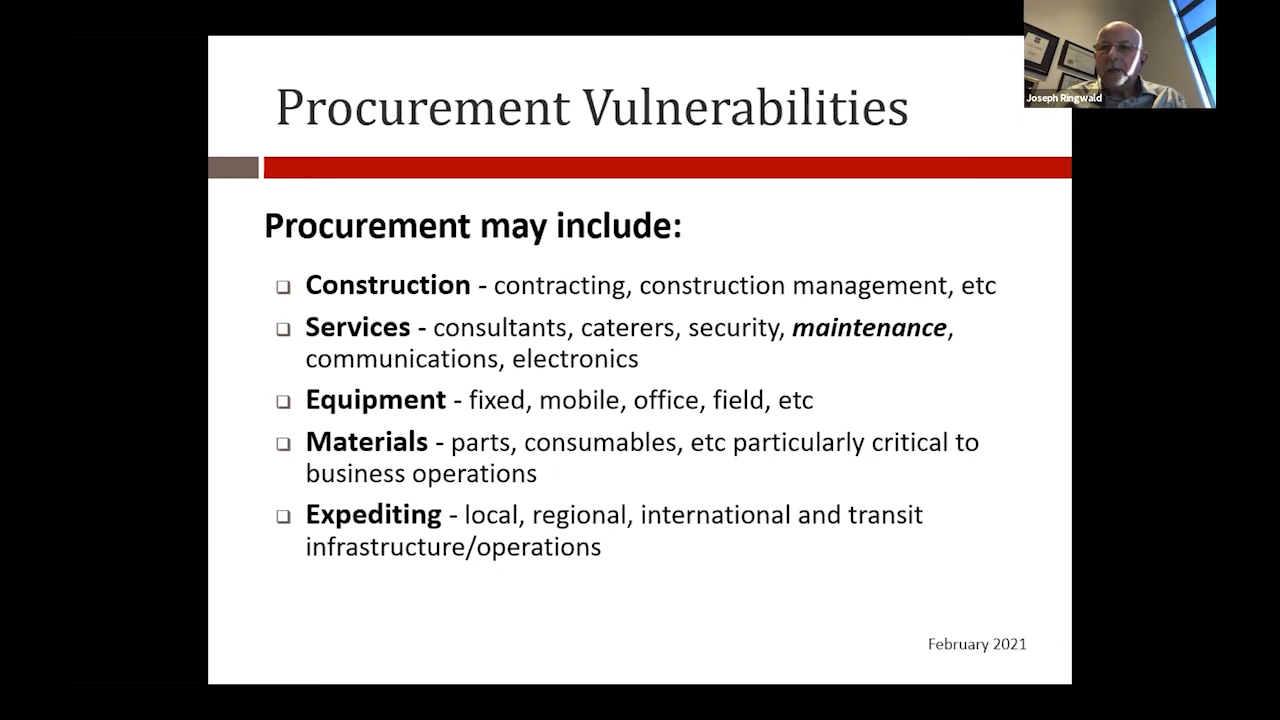 Procurement Vulnerabilities
Joseph Ringwald
Procurement may include:
Construction - contracting, construction management, etc
Services - consultants, caterers, security, maintenance,
communications, electronics
Equipment - fixed, mobile, office, field, etc
Materials - parts, consumables, etc particularly critical to
business operations
Expediting - local, regional, international and transit
infrastructure/operations
February 2021